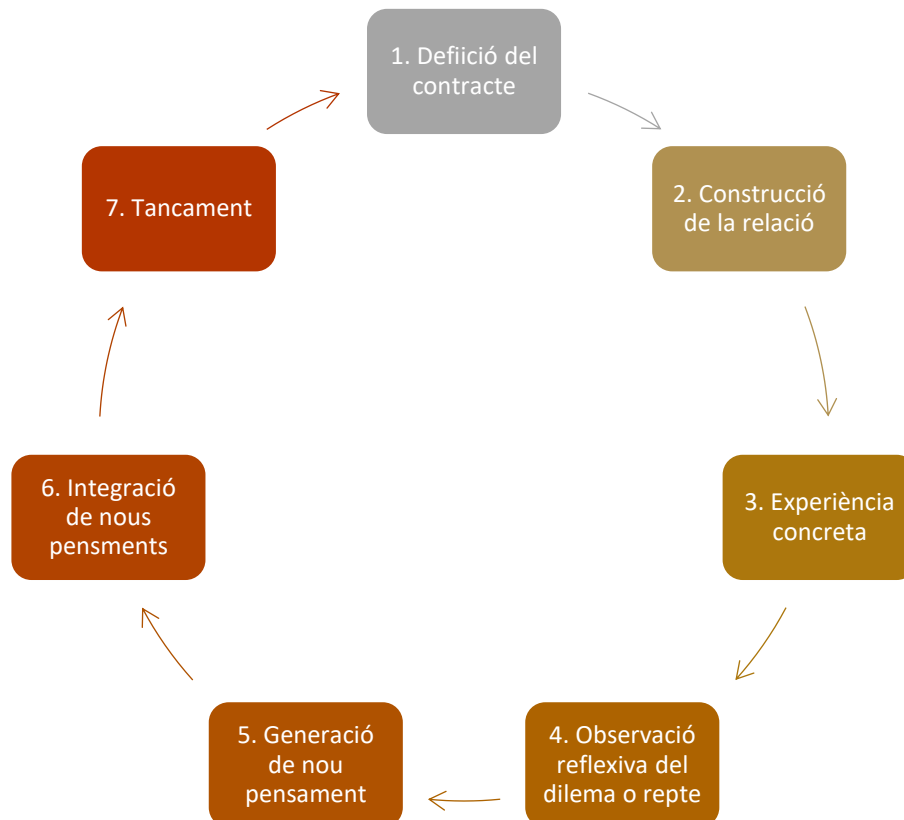 1. Defiició del
contracte
2. Construcció
de la relació
3. Experiència
concreta
4. Observació
reflexiva del
dilema o repte
5. Generació
de nou
pensament
6. Integració
de nous
pensments
7. Tancament